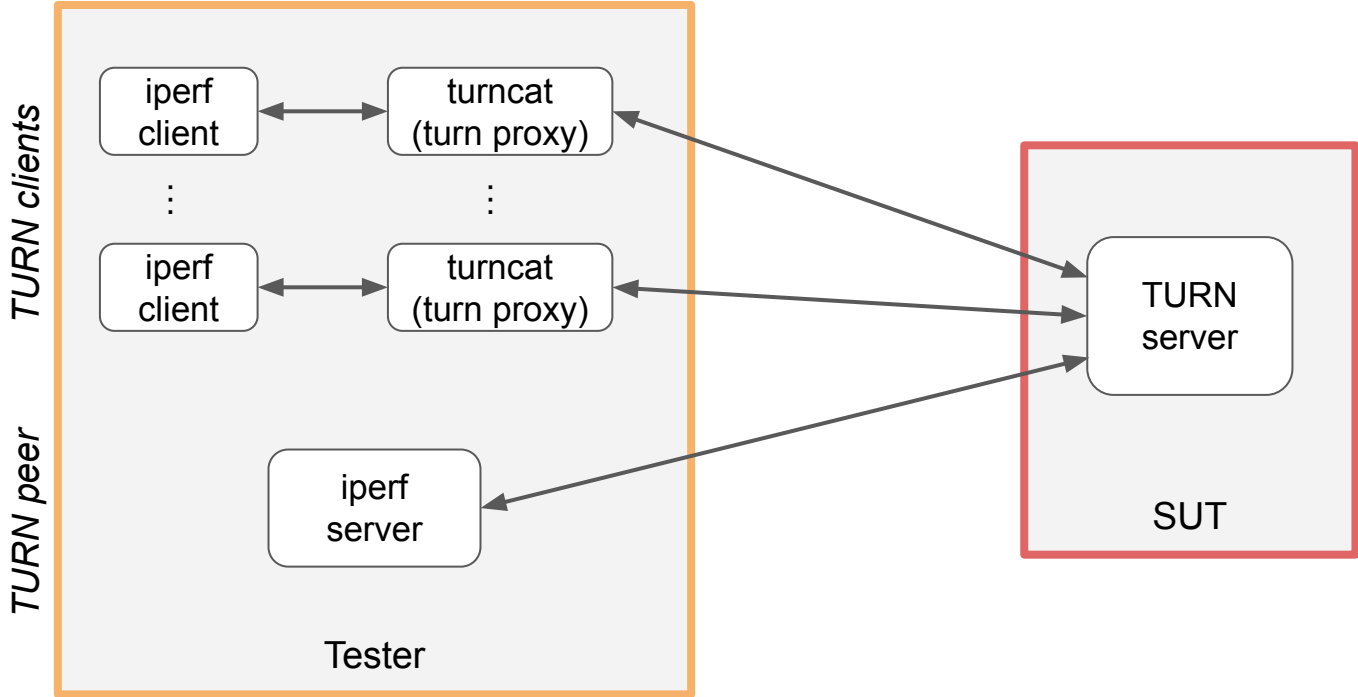 TURN clients
iperf
client
turncat
(turn proxy)
⋮
⋮
iperf
client
turncat
(turn proxy)
TURN
server
SUT
TURN peer
iperf
server
Tester